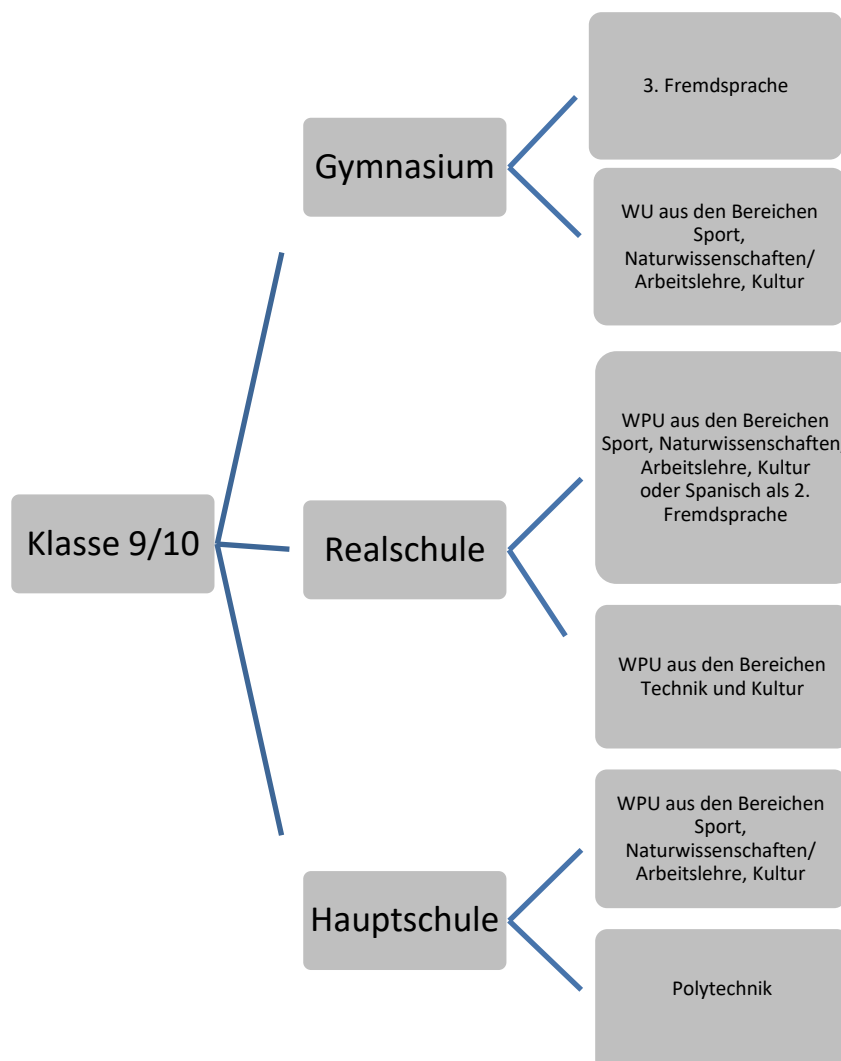 3. Fremdsprache
Gymnasium
WU aus den Bereichen
Sport,
Naturwissenschaften/
Arbeitslehre, Kultur
WPU aus den Bereichen
Sport, Naturwissenschaften,
Arbeitslehre, Kultur
oder Spanisch als 2.
Fremdsprache
Klasse 9/10
Realschule
WPU aus den Bereichen
Technik und Kultur
WPU aus den Bereichen
Sport,
Naturwissenschaften/
Arbeitslehre, Kultur
Hauptschule
Polytechnik